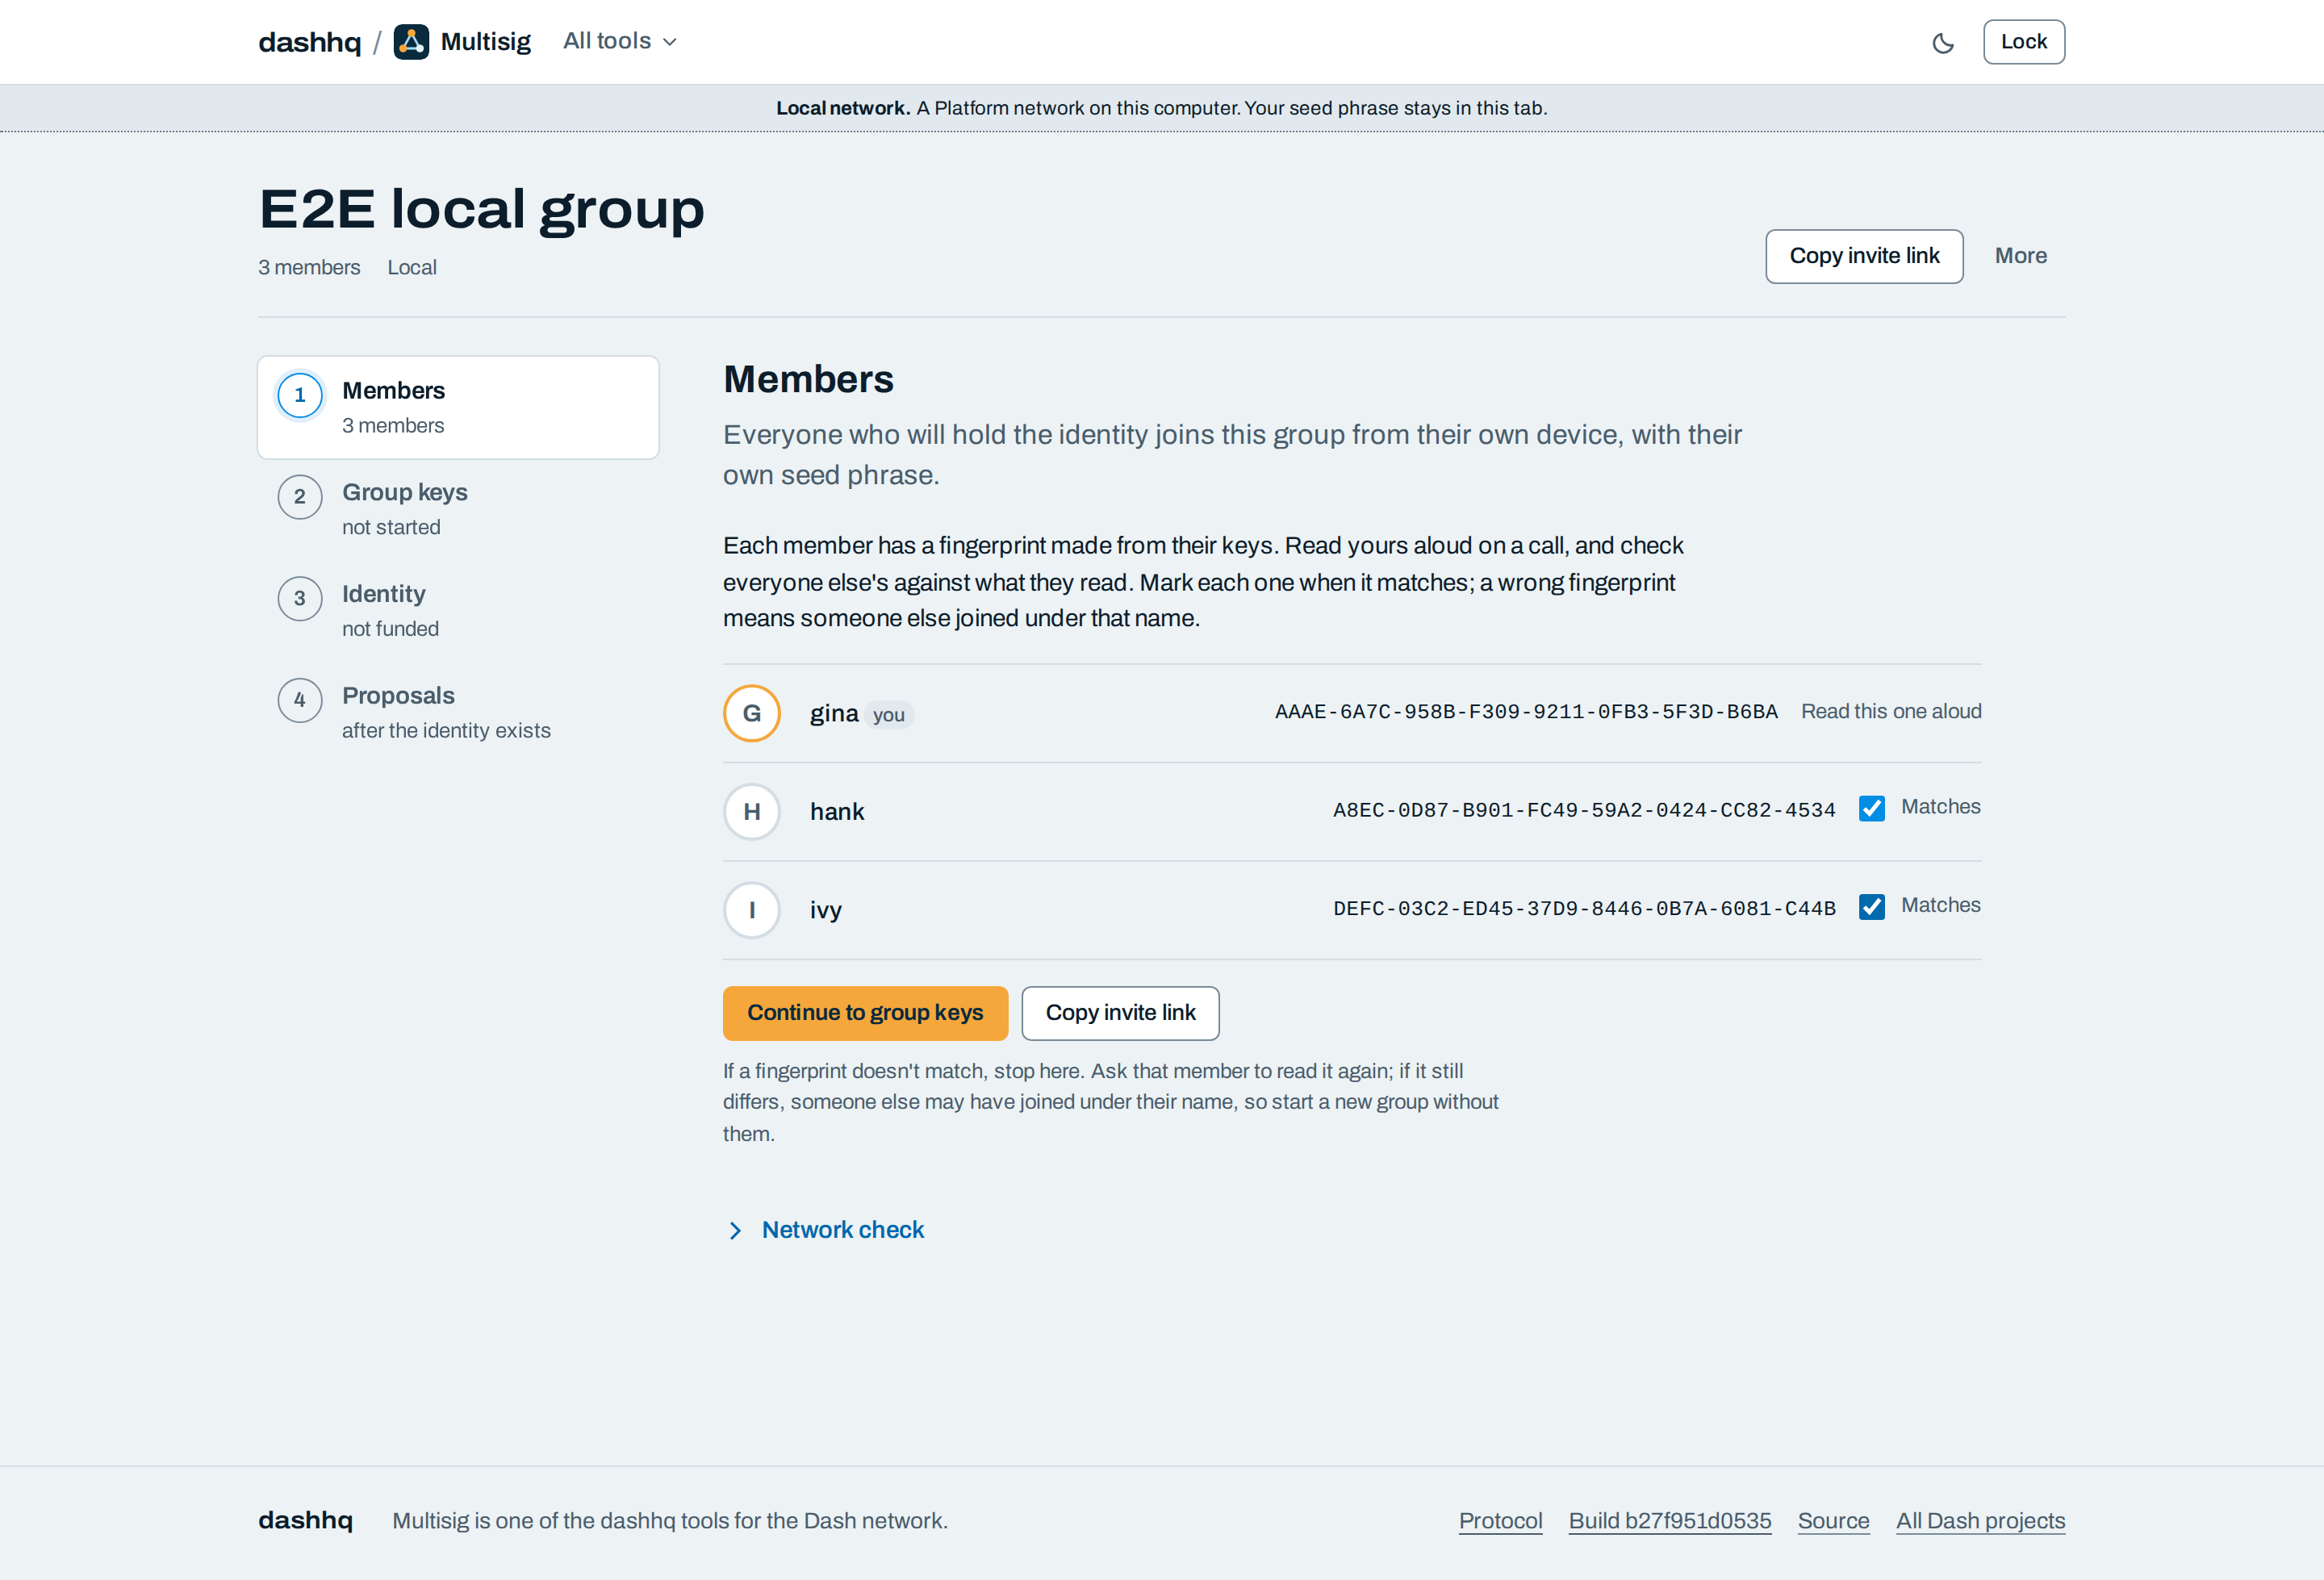 dashhq / Multisig All tools Lock
Local network. A Platform network on this computer. Your seed phrase stays in this tab.
E2E local group
3 members Local
Copy invite link More
1 Members
3 members
2 Group keys
not started
3 Identity
not funded
4 Proposals
after the identity exists
Members
Everyone who will hold the identity joins this group from their own device, with their
own seed phrase.
Each member has a fingerprint made from their keys. Read yours aloud on a call, and check
everyone else's against what they read. Mark each one when it matches; a wrong fingerprint
means someone else joined under that name.
G gina you AAAE-6A7C-958B-F309-9211-0FB3-5F3D-B6BA Read this one aloud
H hank A8EC-0D87-B901-FC49-59A2-0424-CC82-4534 Matches
I ivy DEFC-03C2-ED45-37D9-8446-0B7A-6081-C44B Matches
Continue to group keys Copy invite link
If a fingerprint doesn't match, stop here. Ask that member to read it again; if it still
differs, someone else may have joined under their name, so start a new group without
them.
Network check
dashhq Multisig is one of the dashhq tools for the Dash network. Protocol Build b27f951d0535 Source All Dash projects